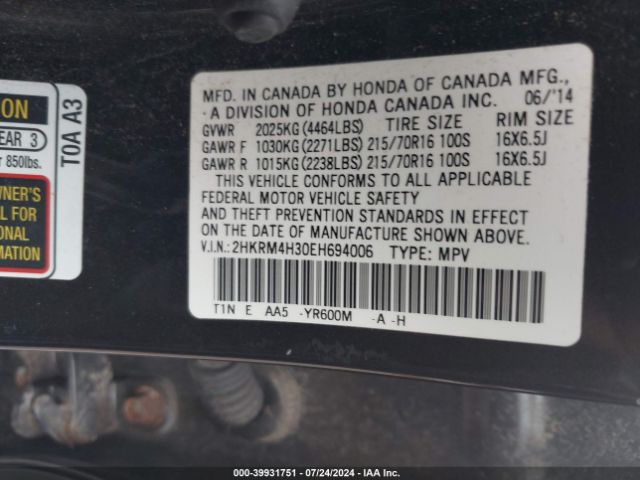 MFD. IN CANADA BY HONDA OF CANADA MFG.,
A DIVISION OF HONDA CANADA INC. 06/'14
GVWR 2025KG (4464LBS) TIRE SIZE RIM SIZE
GAWR F 1030KG (2271LBS) 215/70R16 100S 16X6.5J
GAWR R 1015KG (2238LBS) 215/70R16 100S 16X6.5J
THIS VEHICLE CONFORMS TO ALL APPLICABLE
FEDERAL MOTOR VEHICLE SAFETY
AND THEFT PREVENTION STANDARDS IN EFFECT
ON THE DATE OF MANUFACTURE SHOWN ABOVE.
V.I.N.: 2HKRM4H30EH694006 TYPE: MPV
T1N E AA5 -YR600M -A -H
ION
EAR 3
r 850lbs.
WNER'S
L FOR
ONAL
MATION
T0A A3
000-39931751 | 07/24/2024 | IAA Inc.